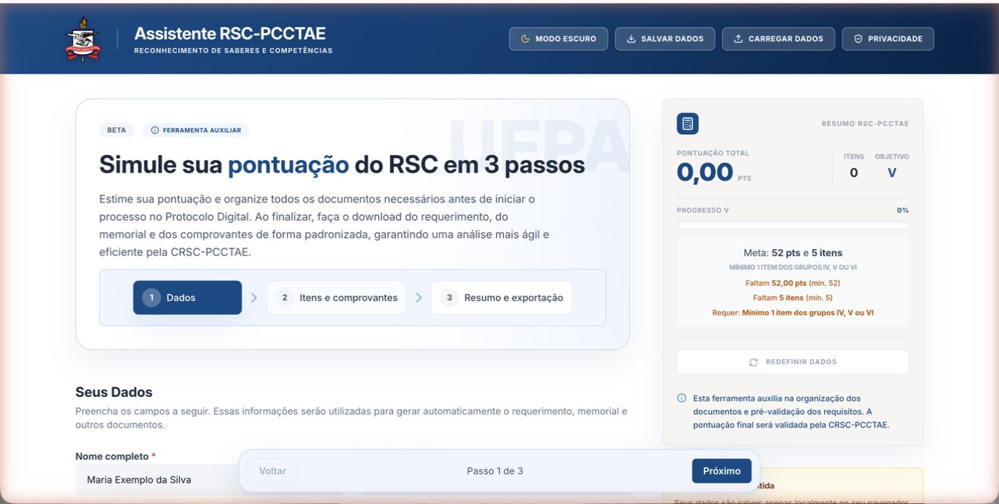 Assistente RSC-PCCTAE
RECONHECIMENTO DE SABERES E COMPETÊNCIAS
MODO ESCURO
SALVAR DADOS
CARREGAR DADOS
PRIVACIDADE
BETA
FERRAMENTA AUXILIAR
UFPA
Simule sua pontuação do RSC em 3 passos
Estime sua pontuação e organize todos os documentos necessários antes de iniciar o
processo no Protocolo Digital. Ao finalizar, faça o download do requerimento, do
memorial e dos comprovantes de forma padronizada, garantindo uma análise mais ágil e
eficiente pela CRSC-PCCTAE.
1 Dados
2 Itens e comprovantes
3 Resumo e exportação
Seus Dados
Preencha os campos a seguir. Essas informações serão utilizadas para gerar automaticamente o requerimento, memorial e
outros documentos.
Nome completo *
Maria Exemplo da Silva
Voltar
Passo 1 de 3
Próximo
RESUMO RSC-PCCTAE
PONTUAÇÃO TOTAL
0,00 PTS
ITENS
0
OBJETIVO
V
PROGRESSO V
0%
Meta: 52 pts e 5 itens
MÍNIMO 1 ITEM DOS GRUPOS IV, V OU VI
Faltam 52,00 pts (mín. 52)
Faltam 5 itens (mín. 5)
Requer: Mínimo 1 item dos grupos IV, V ou VI
REDEFINIR DADOS
Esta ferramenta auxilia na organização dos
documentos e pré-validação dos requisitos. A
pontuação final será validada pela CRSC-PCCTAE.
tida
Seus dados são salvos apenas localmente no seu navegador